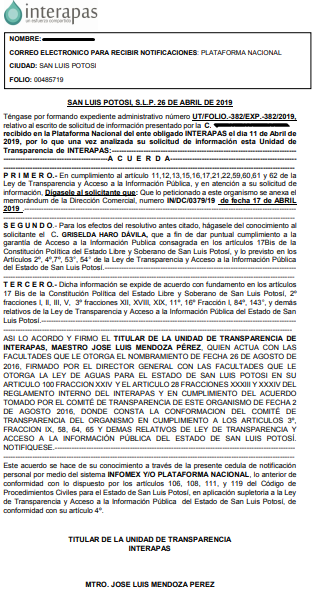 interapas
NOMBRE:
CORREO ELECTRONICO PARA RECIBIR NOTIFICACIONES: PLATAFORMA NACIONAL
CIUDAD: SAN LUIS POTOSI
FOLIO: 00485719
SAN LUIS POTOSI, S.L.P. 26 DE ABRIL DE 2019
Téngase por formando expediente administrativo número UT/FOLIO.-382/EXP.-382/2019,
relativo al escrito de solicitud de información presentado por la C.
recibido en la Plataforma Nacional del ente obligado INTERAPAS el día 11 de Abril de
2019, por lo que una vez analizada su solicitud de información esta Unidad de
Transparencia de INTERAPAS:
A C U E R D A
P R I M E R O.- En cumplimiento al artículo 11,12,13,15,16,17,21,22,59,60,61 y 62 de la
Ley de Transparencia y Acceso a la Información Pública, y en atención a su solicitud de
información, Dígasele al solicitante que: Que lo peticionado a este organismo se anexa el
memorándum de la Dirección Comercial, numero IN/DC/0379/19 de fecha 17 de ABRIL
2019
S E G U N D O.- Para los efectos del resolutivo antes citado, hágasele del conocimiento al
solicitante el C. GRISELDA HARO DÁVILA, que a fin de dar puntual cumplimiento a la
garantía de Acceso a la Información Publica consagrada en los artículos 17Bis de la
Constitución Política del Estado Libre y Soberano de San Luis Potosí, y lo previsto en los
Artículos 2º, 4º,7º, 53°, 54° de la Ley de Transparencia y Acceso a la Información Pública
del Estado de San Luis Potosí.
T E R C E R O.- Dicha información se expide de acuerdo con fundamento en los artículos
17 Bis de la Constitución Política del Estado Libre y Soberano de San Luis Potosí, 2º
fracciones I, II, III, V, 3º fracciones XII, XVIII, XIX, 11º, 16º Fracción I, 84º, 143°, y demás
relativos de la Ley de Transparencia y Acceso a la Información Pública del Estado de San
Luis Potosí.
ASI LO ACORDO Y FIRMO EL TITULAR DE LA UNIDAD DE TRANSPARENCIA DE
INTERAPAS, MAESTRO JOSE LUIS MENDOZA PÉREZ, QUIEN ACTUA CON LAS
FACULTADES QUE LE OTORGA EL NOMBRAMIENTO DE FECHA 26 DE AGOSTO DE
2016, FIRMADO POR EL DIRECTOR GENERAL CON LAS FACULTADES QUE LE
OTORGA LA LEY DE AGUAS PARA EL ESTADO DE SAN LUIS POTOSÍ EN SU
ARTICULO 100 FRACCION XXIV Y EL ARTICULO 28 FRACCIONES XXXIII Y XXXIV DEL
REGLAMENTO INTERNO DEL INTERAPAS Y EN CUMPLIMIENTO DEL ACUERDO
TOMADO POR EL COMITÉ DE TRANSPARENCIA DE ESTE ORGANISMO DE FECHA 2
DE AGOSTO 2016, DONDE CONSTA LA CONFORMACION DEL COMITÉ DE
TRANSPARENCIA DEL ORGANISMO EN CUMPLIMIENTO A LOS ARTÍCULOS 3º,
FRACCION IX, 58, 64, 65 Y DEMAS RELATIVOS DE LEY DE TRANSPARENCIA Y
ACCESO A LA INFORMACIÓN PÚBLICA DEL ESTADO DE SAN LUIS POTOSÍ.
NOTIFIQUESE.
Este acuerdo se hace de su conocimiento a través de la presente cedula de notificación
personal por medio del sistema INFOMEX Y/O PLATAFORMA NACIONAL, lo anterior de
conformidad con lo dispuesto por los artículos 106, 108, 111, y 119 del Código de
Procedimientos Civiles para el Estado de San Luis Potosí, en aplicación supletoria a la Ley
de Transparencia y Acceso a la Información Pública del Estado de San Luis Potosí, de
conformidad con su artículo 4º.
TITULAR DE LA UNIDAD DE TRANSPARENCIA
INTERAPAS
MTRO. JOSE LUIS MENDOZA PEREZ